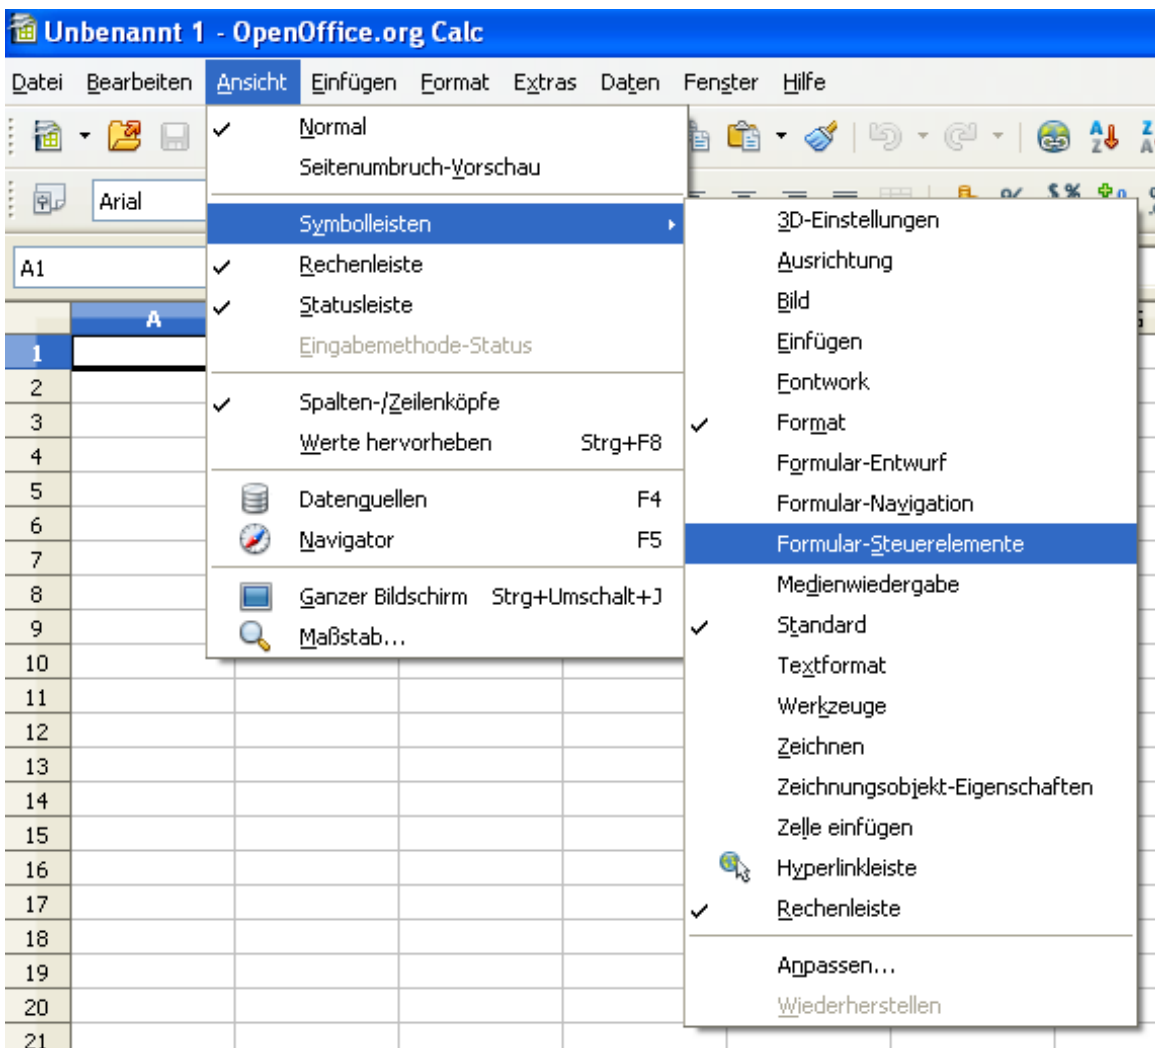 Unbenannt 1 - OpenOffice.org Calc
Datei Bearbeiten Ansicht Einfügen Format Extras Daten Fenster Hilfe
Arial
A1
A
Normal
Seitenumbruch-Vorschau
Symbolleisten
Rechenleiste
Statusleiste
Eingabemethode-Status
Spalten-/Zeilenköpfe
Werte hervorheben Strg+F8
Datenquellen F4
Navigator F5
Ganzer Bildschirm Strg+Umschalt+J
Maßstab...
3D-Einstellungen
Ausrichtung
Bild
Einfügen
Fontwork
Format
Formular-Entwurf
Formular-Navigation
Formular-Steuerelemente
Medienwiedergabe
Standard
Textformat
Werkzeuge
Zeichnen
Zeichnungsobjekt-Eigenschaften
Zelle einfügen
Hyperlinkleiste
Rechenleiste
Anpassen...
Wiederherstellen
1
2
3
4
5
6
7
8
9
10
11
12
13
14
15
16
17
18
19
20
21